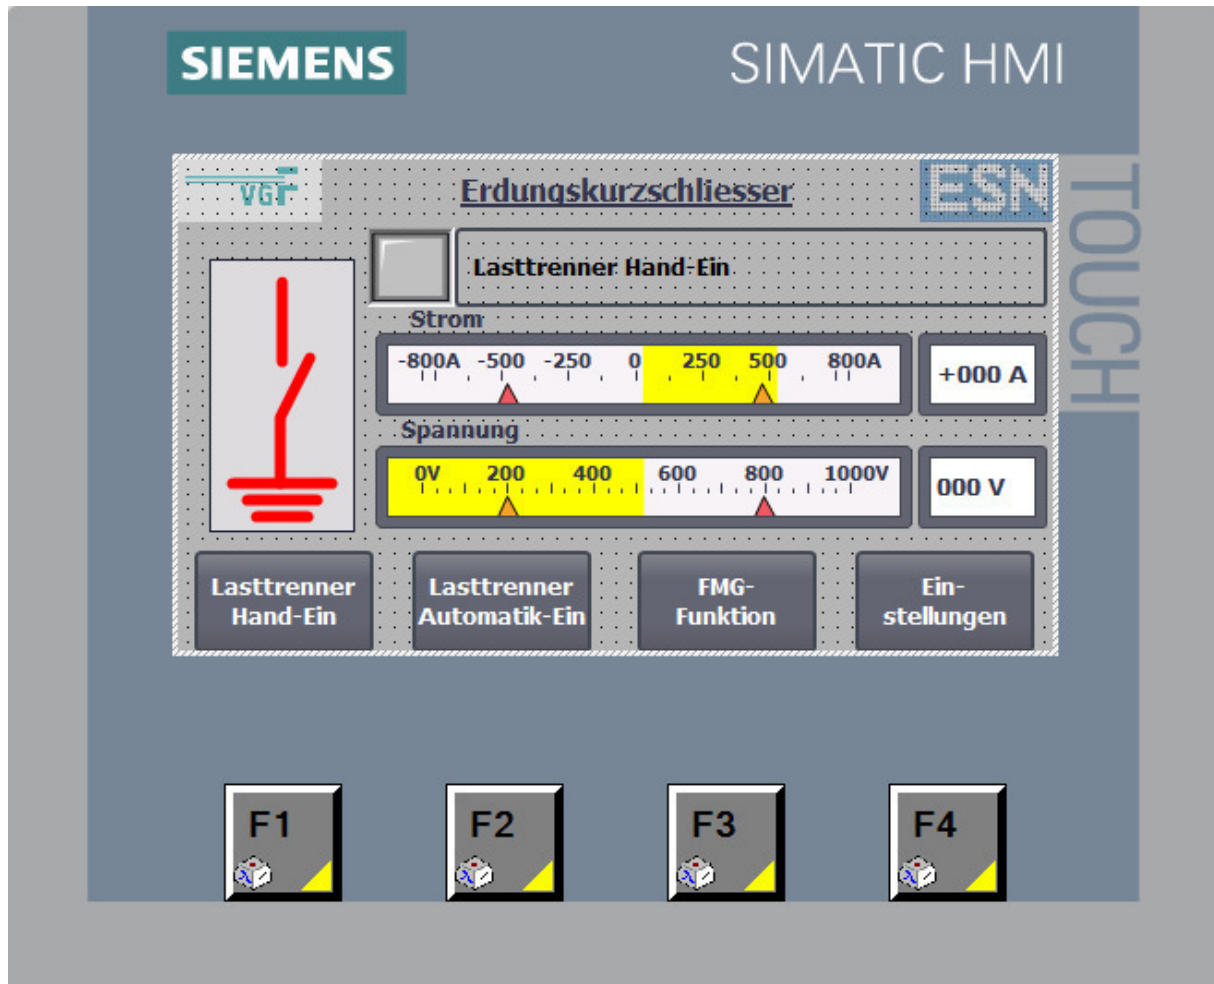 SIEMENS
SIMATIC HMI
TOUCH
VGF
Erdungskurzschliesser
ESN
Lasttrenner Hand-Ein
Strom
-800A -500 -250 0 250 500 800A
+000 A
Spannung
0V 200 400 600 800 1000V
000 V
Lasttrenner
Hand-Ein
Lasttrenner
Automatik-Ein
FMG-
Funktion
Ein-
stellungen
F1
F2
F3
F4